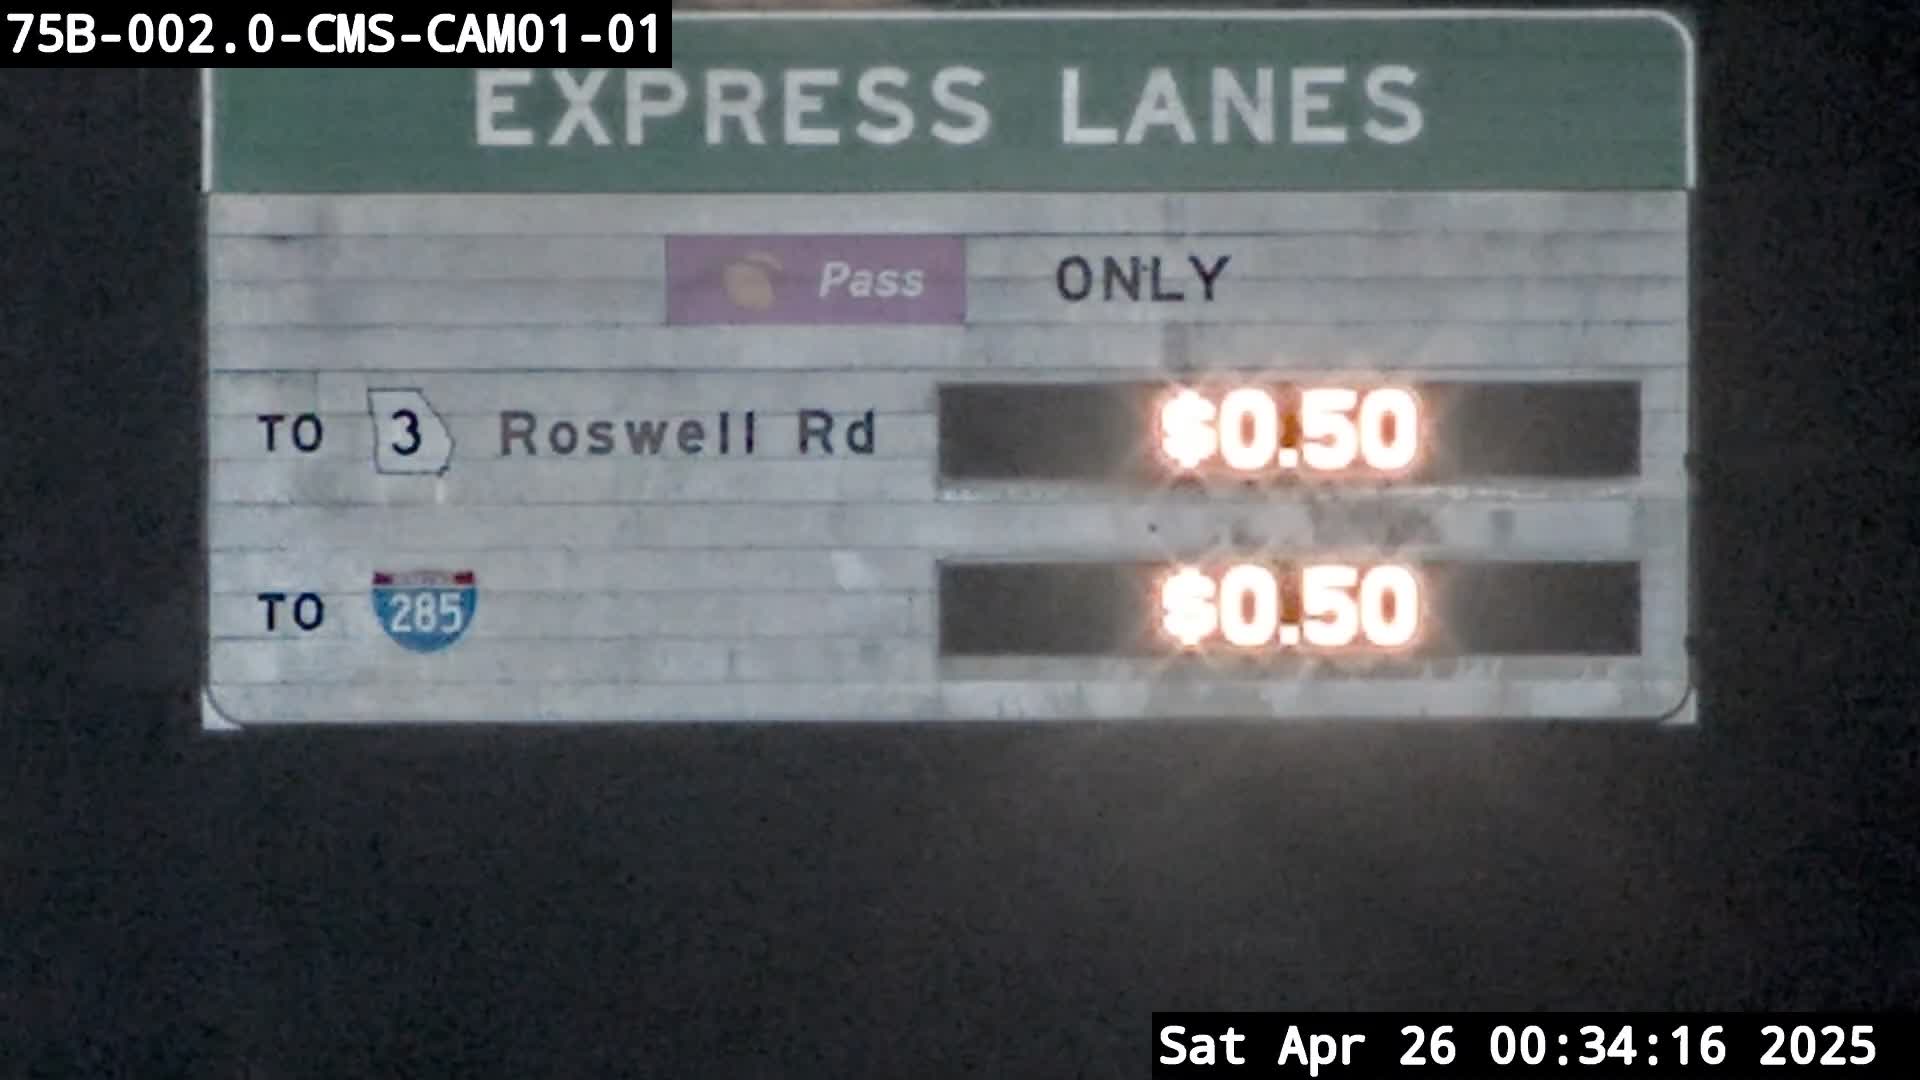 75B-002.0-CMS-CAM01-01
EXPRESS LANES
Pass ONLY
TO 3 Roswell Rd $0.50
TO 285 $0.50
Sat Apr 26 00:34:16 2025